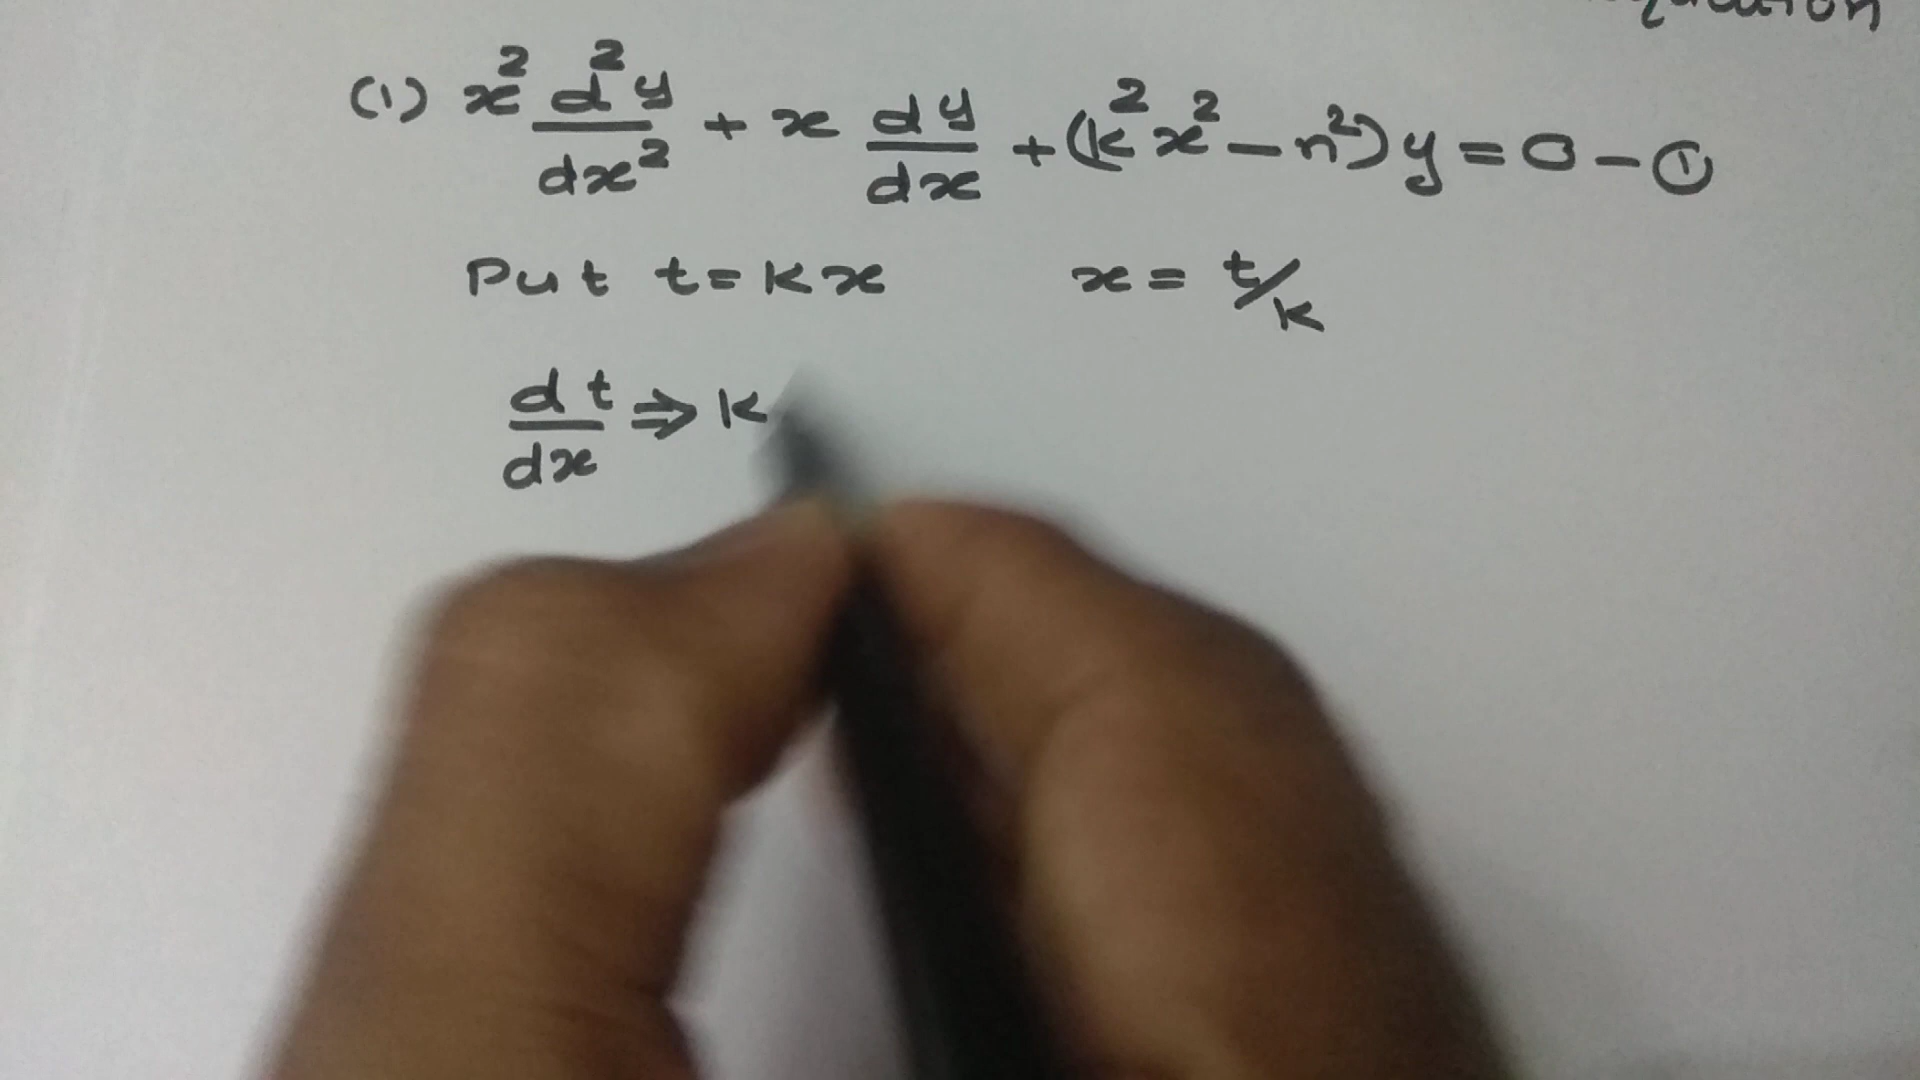 (1) x² d²y/dx² + x dy/dx + (k²x² – n²)y = 0 – ①
Put t = kx x = t/k
dt/dx ⇒ k